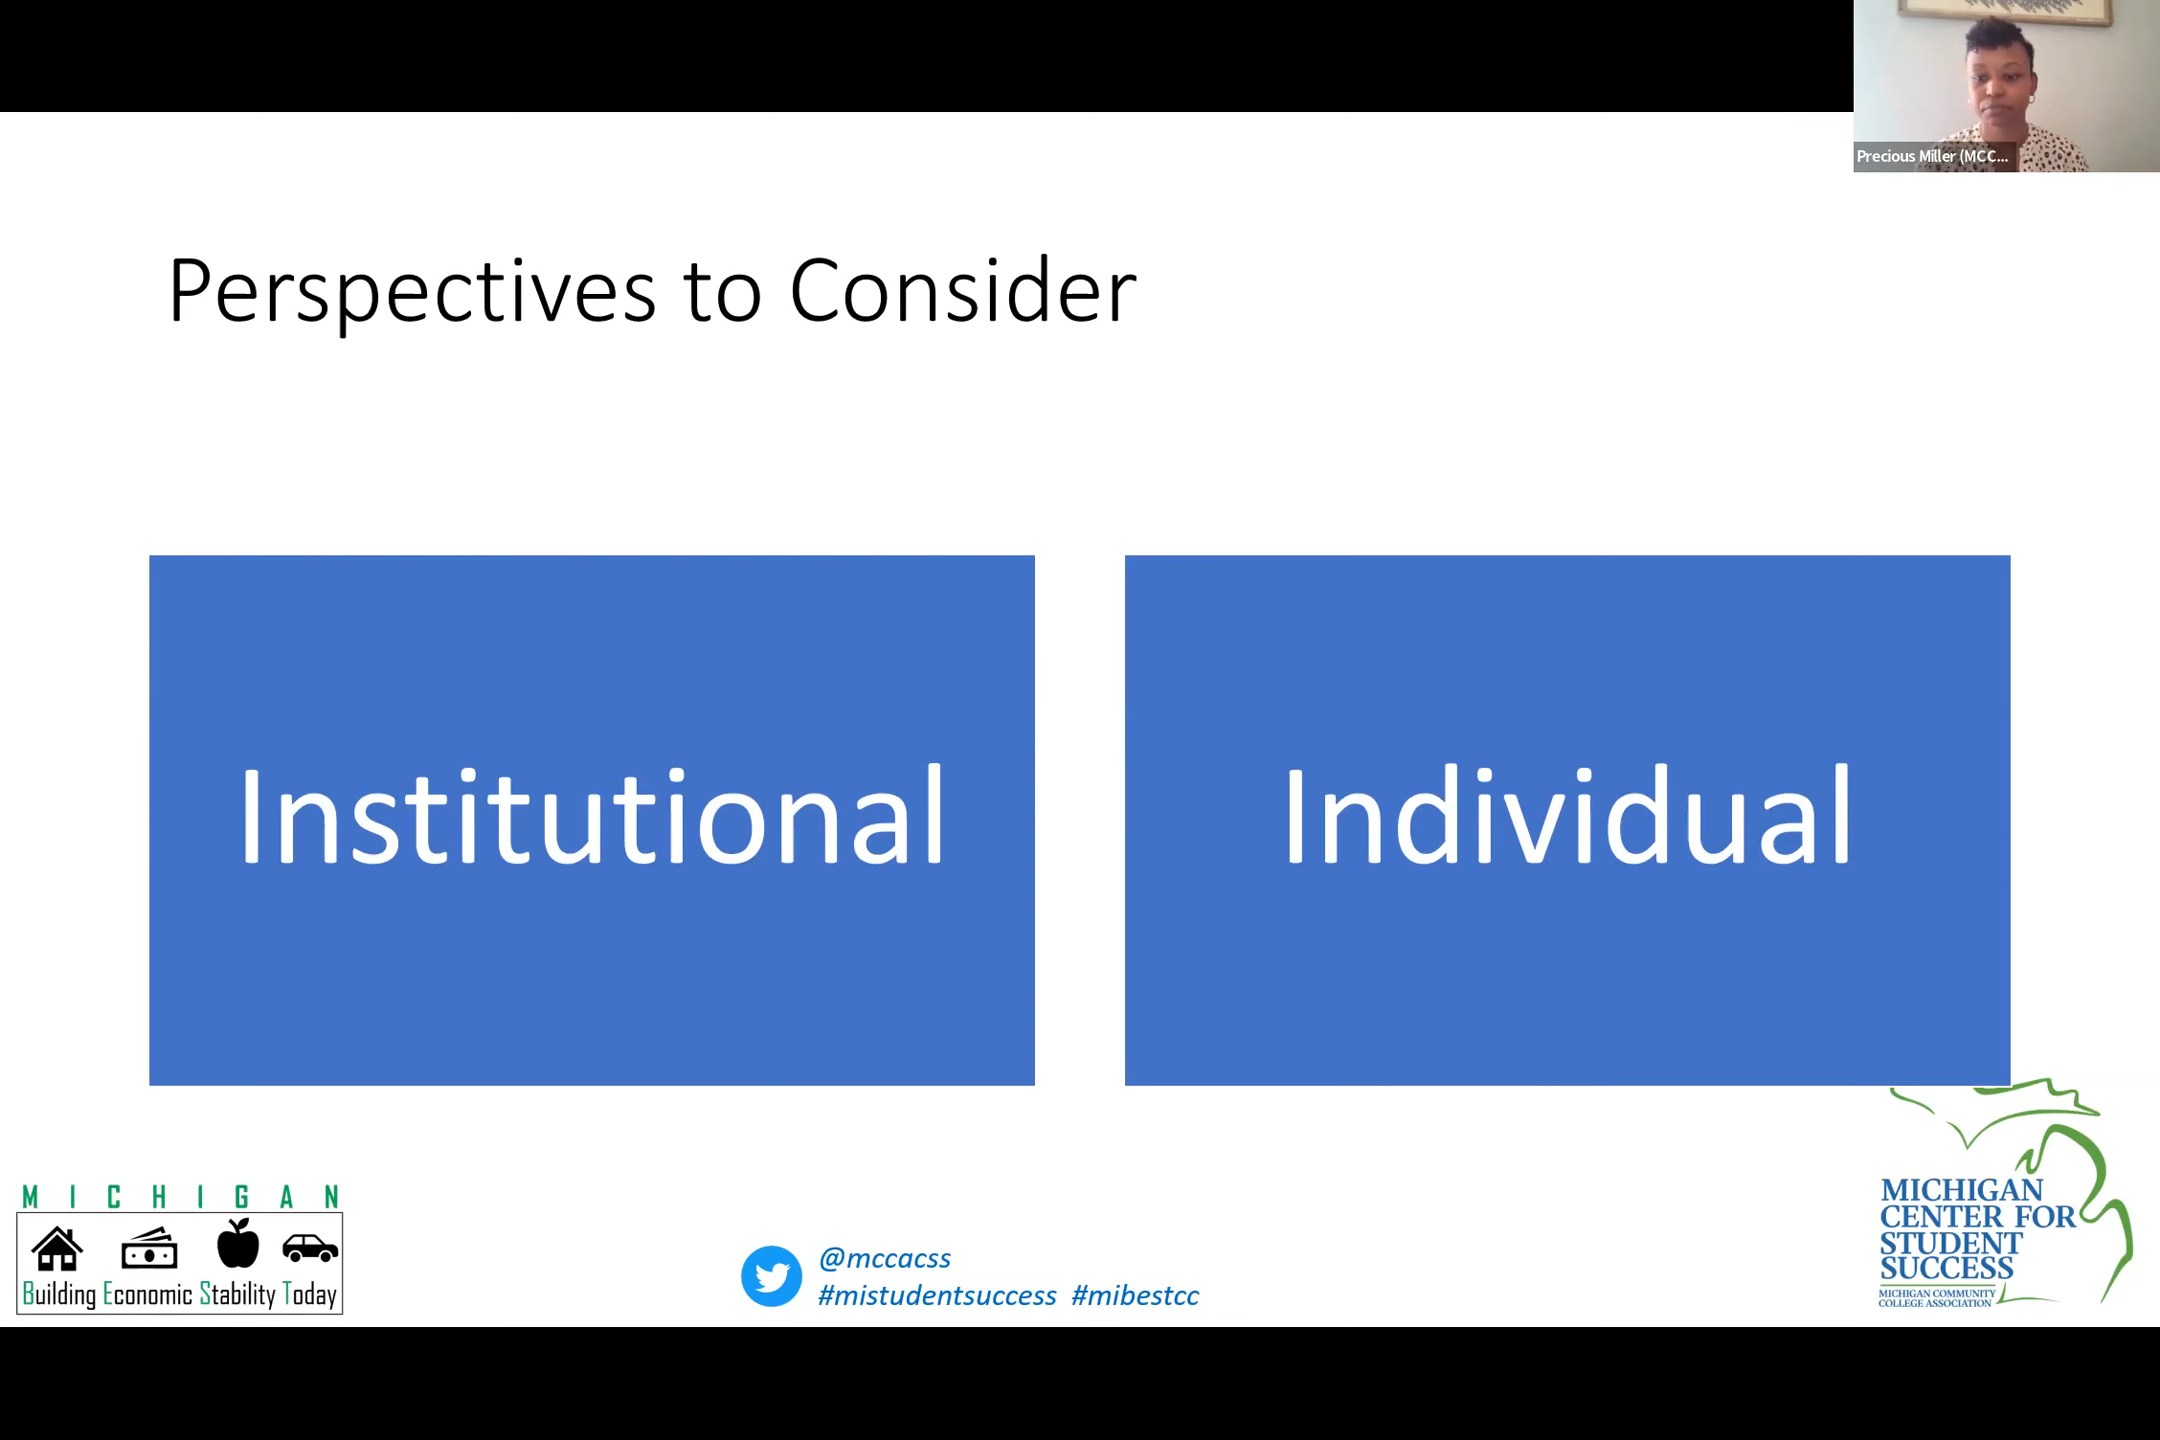 Precious Miller (MCC...
Perspectives to Consider
Institutional
Individual
MICHIGAN
Building Economic Stability Today
@mccacss
#mistudentsuccess #mibestcc
MICHIGAN
CENTER FOR
STUDENT
SUCCESS
MICHIGAN COMMUNITY
COLLEGE ASSOCIATION